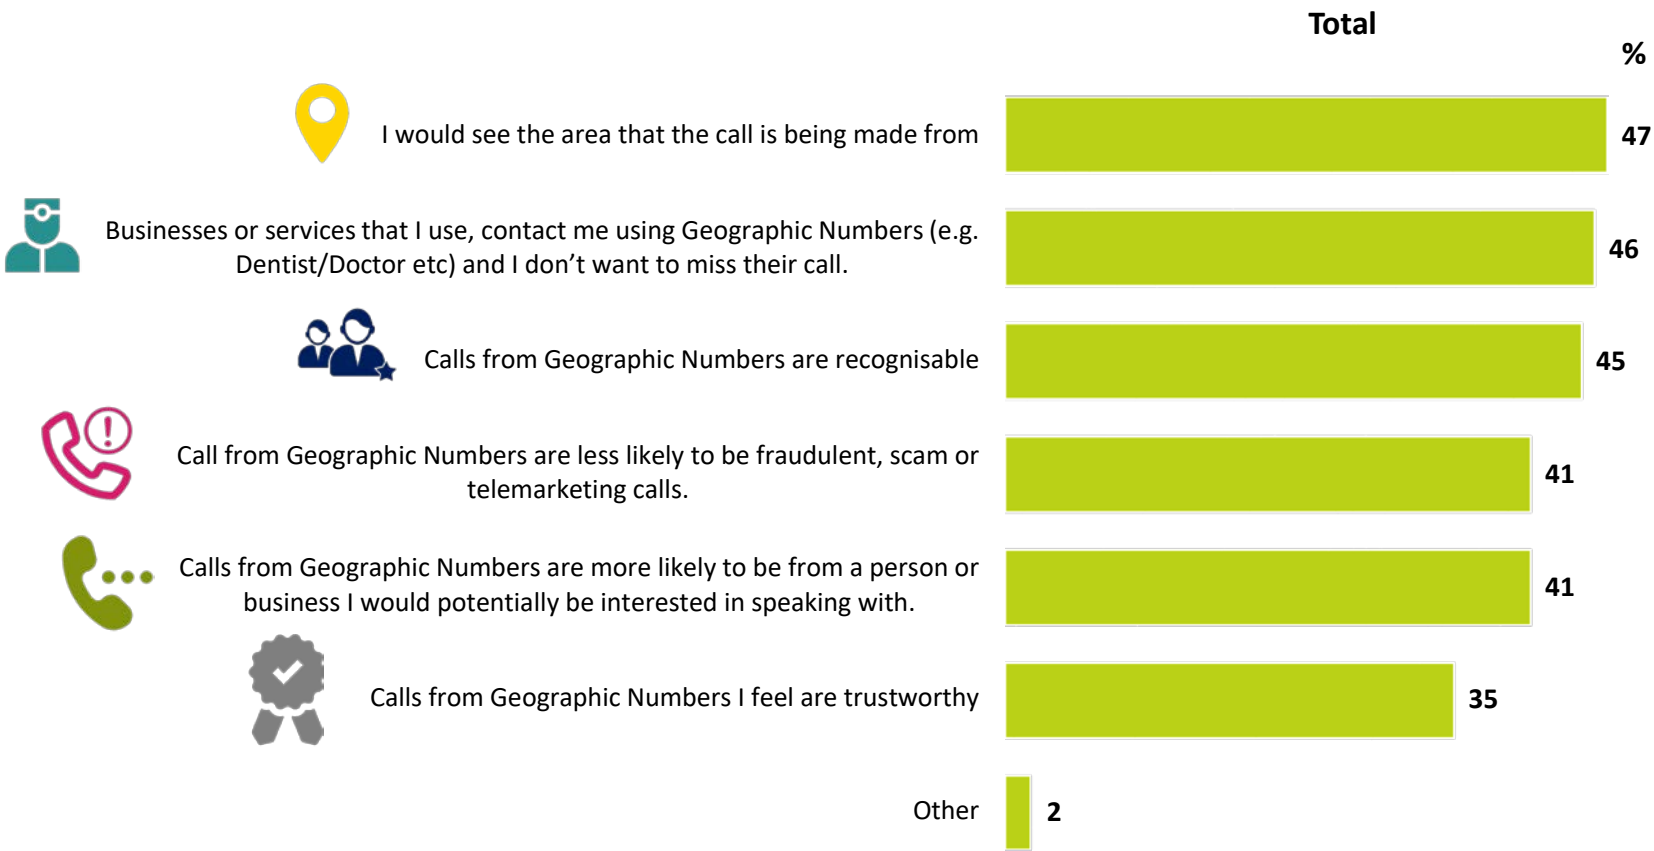 Total
%
I would see the area that the call is being made from
47
Businesses or services that I use, contact me using Geographic Numbers (e.g.
Dentist/Doctor etc) and I don’t want to miss their call.
46
Calls from Geographic Numbers are recognisable
45
Call from Geographic Numbers are less likely to be fraudulent, scam or
telemarketing calls.
41
Calls from Geographic Numbers are more likely to be from a person or
business I would potentially be interested in speaking with.
41
Calls from Geographic Numbers I feel are trustworthy
35
Other
2